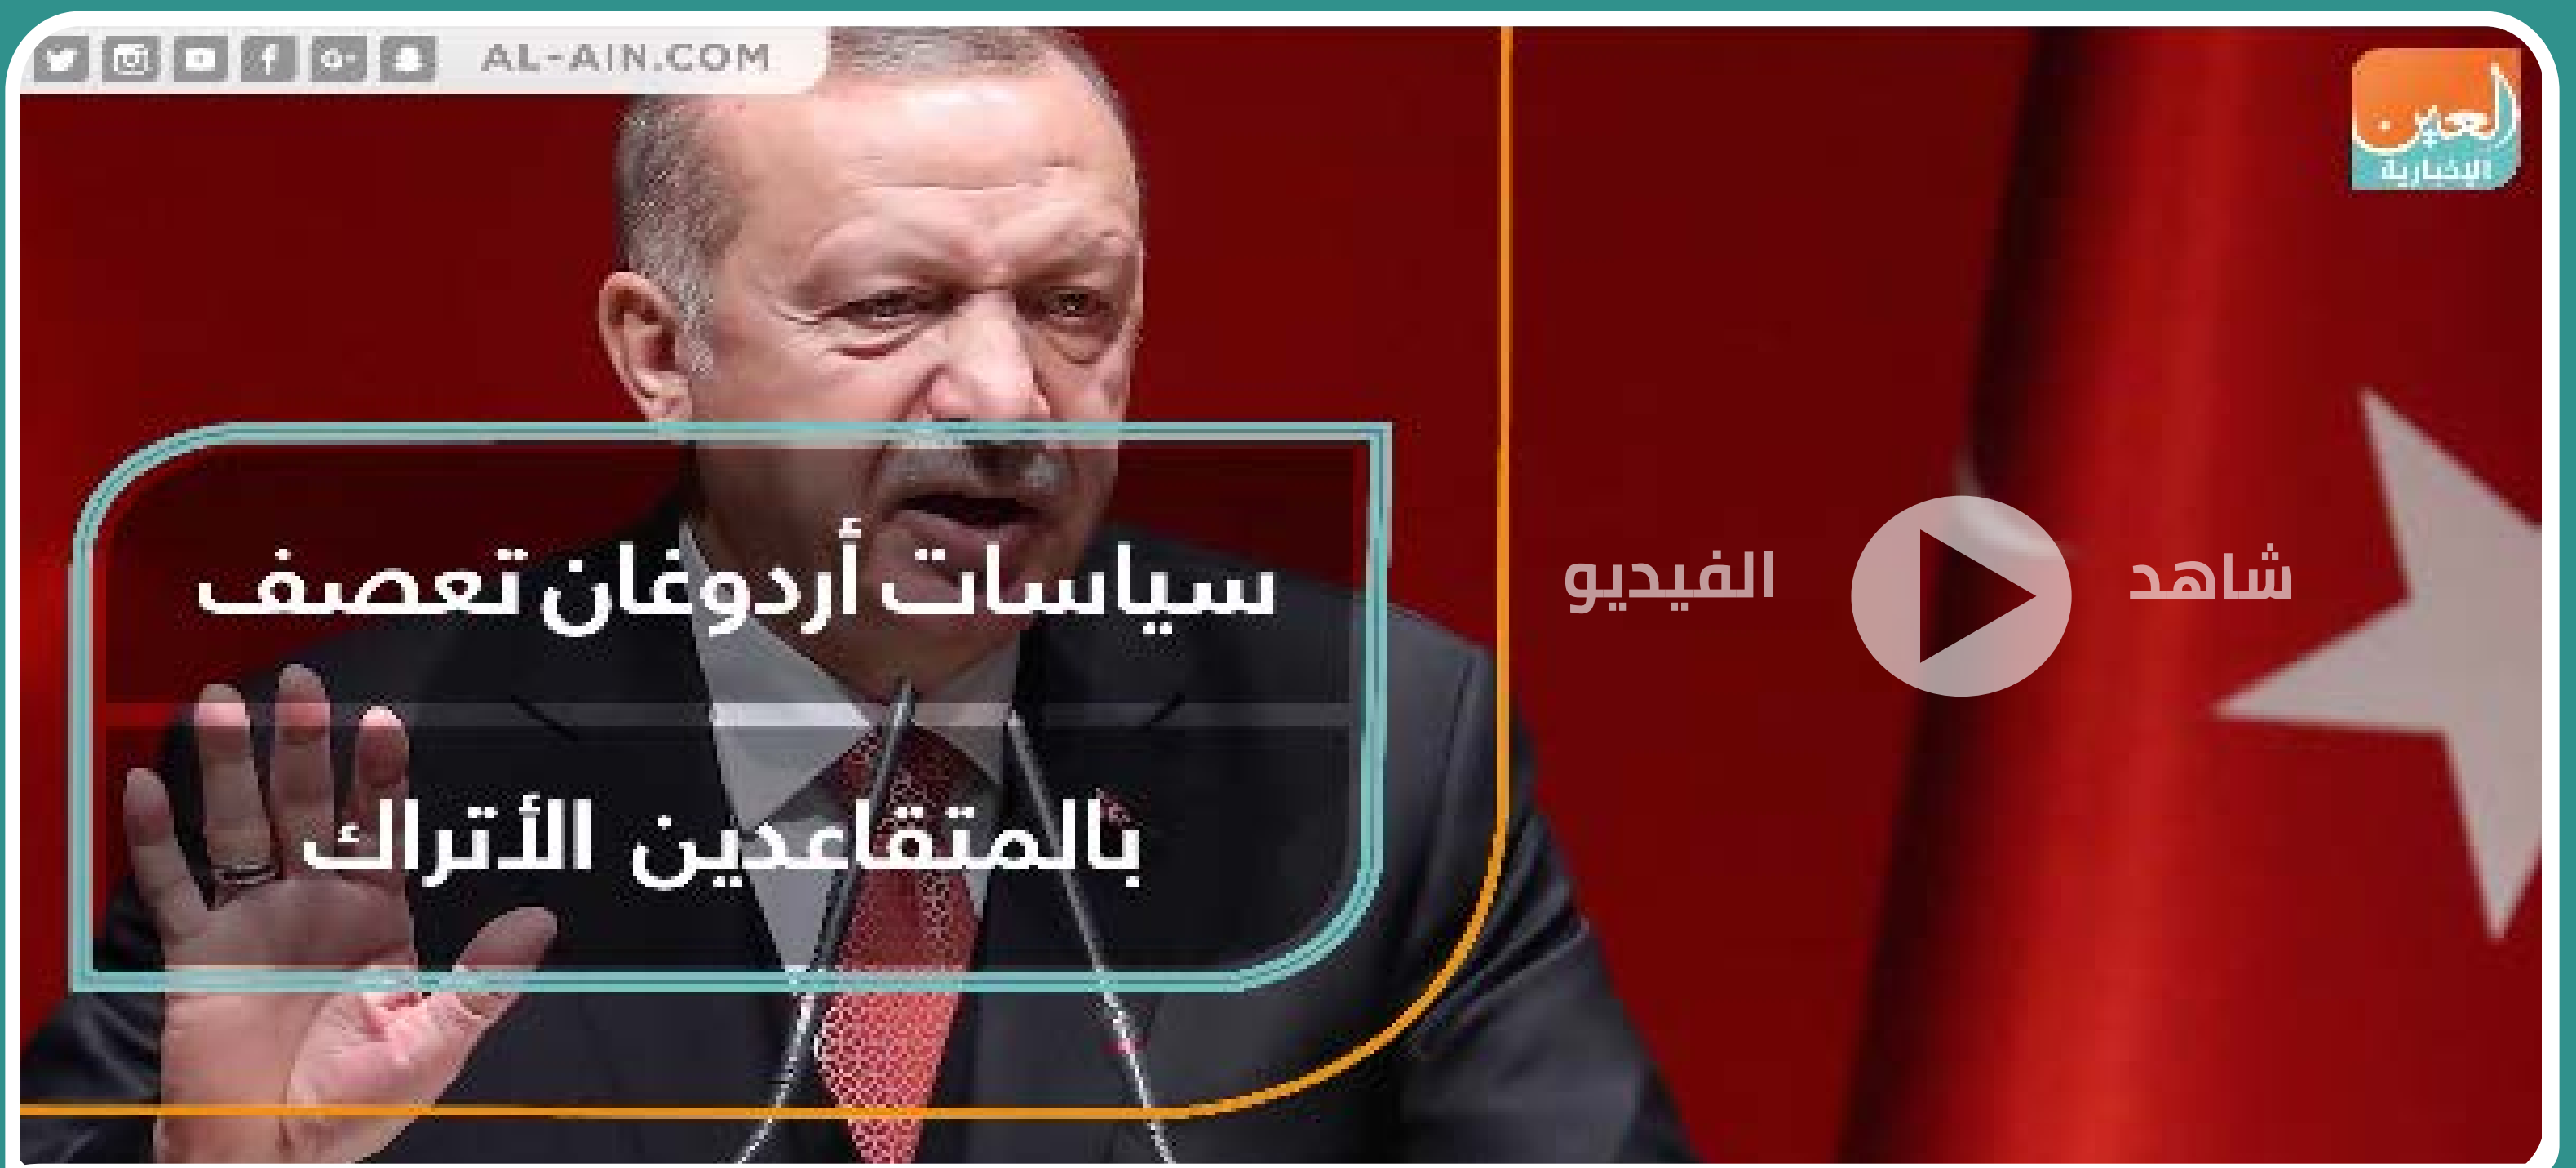 AL-AIN.COM
العين
الإخبارية
سياسات أردوغان تعصف
بالمتقاعدين الأتراك
شاهد الفيديو